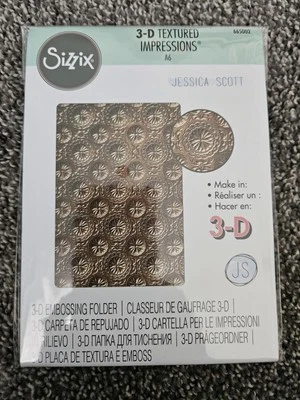 Sizzix
3-D TEXTURED
IMPRESSIONS®
A6
665003
JESSICA SCOTT
• Make in:
• Réaliser un :
• Hacer en:
3-D
JS
3-D EMBOSSING FOLDER | CLASSEUR DE GAUFRAGE 3-D |
3-D CARPETA DE REPUJADO | 3-D CARTELLA PER LE IMPRESSIONI
RILIEVO | 3-D ПАПКА ДЛЯ ТИСНЕНИЯ | 3-D PRÄGEORDNER |
3-D PLACA DE TEXTURA E EMBOSS